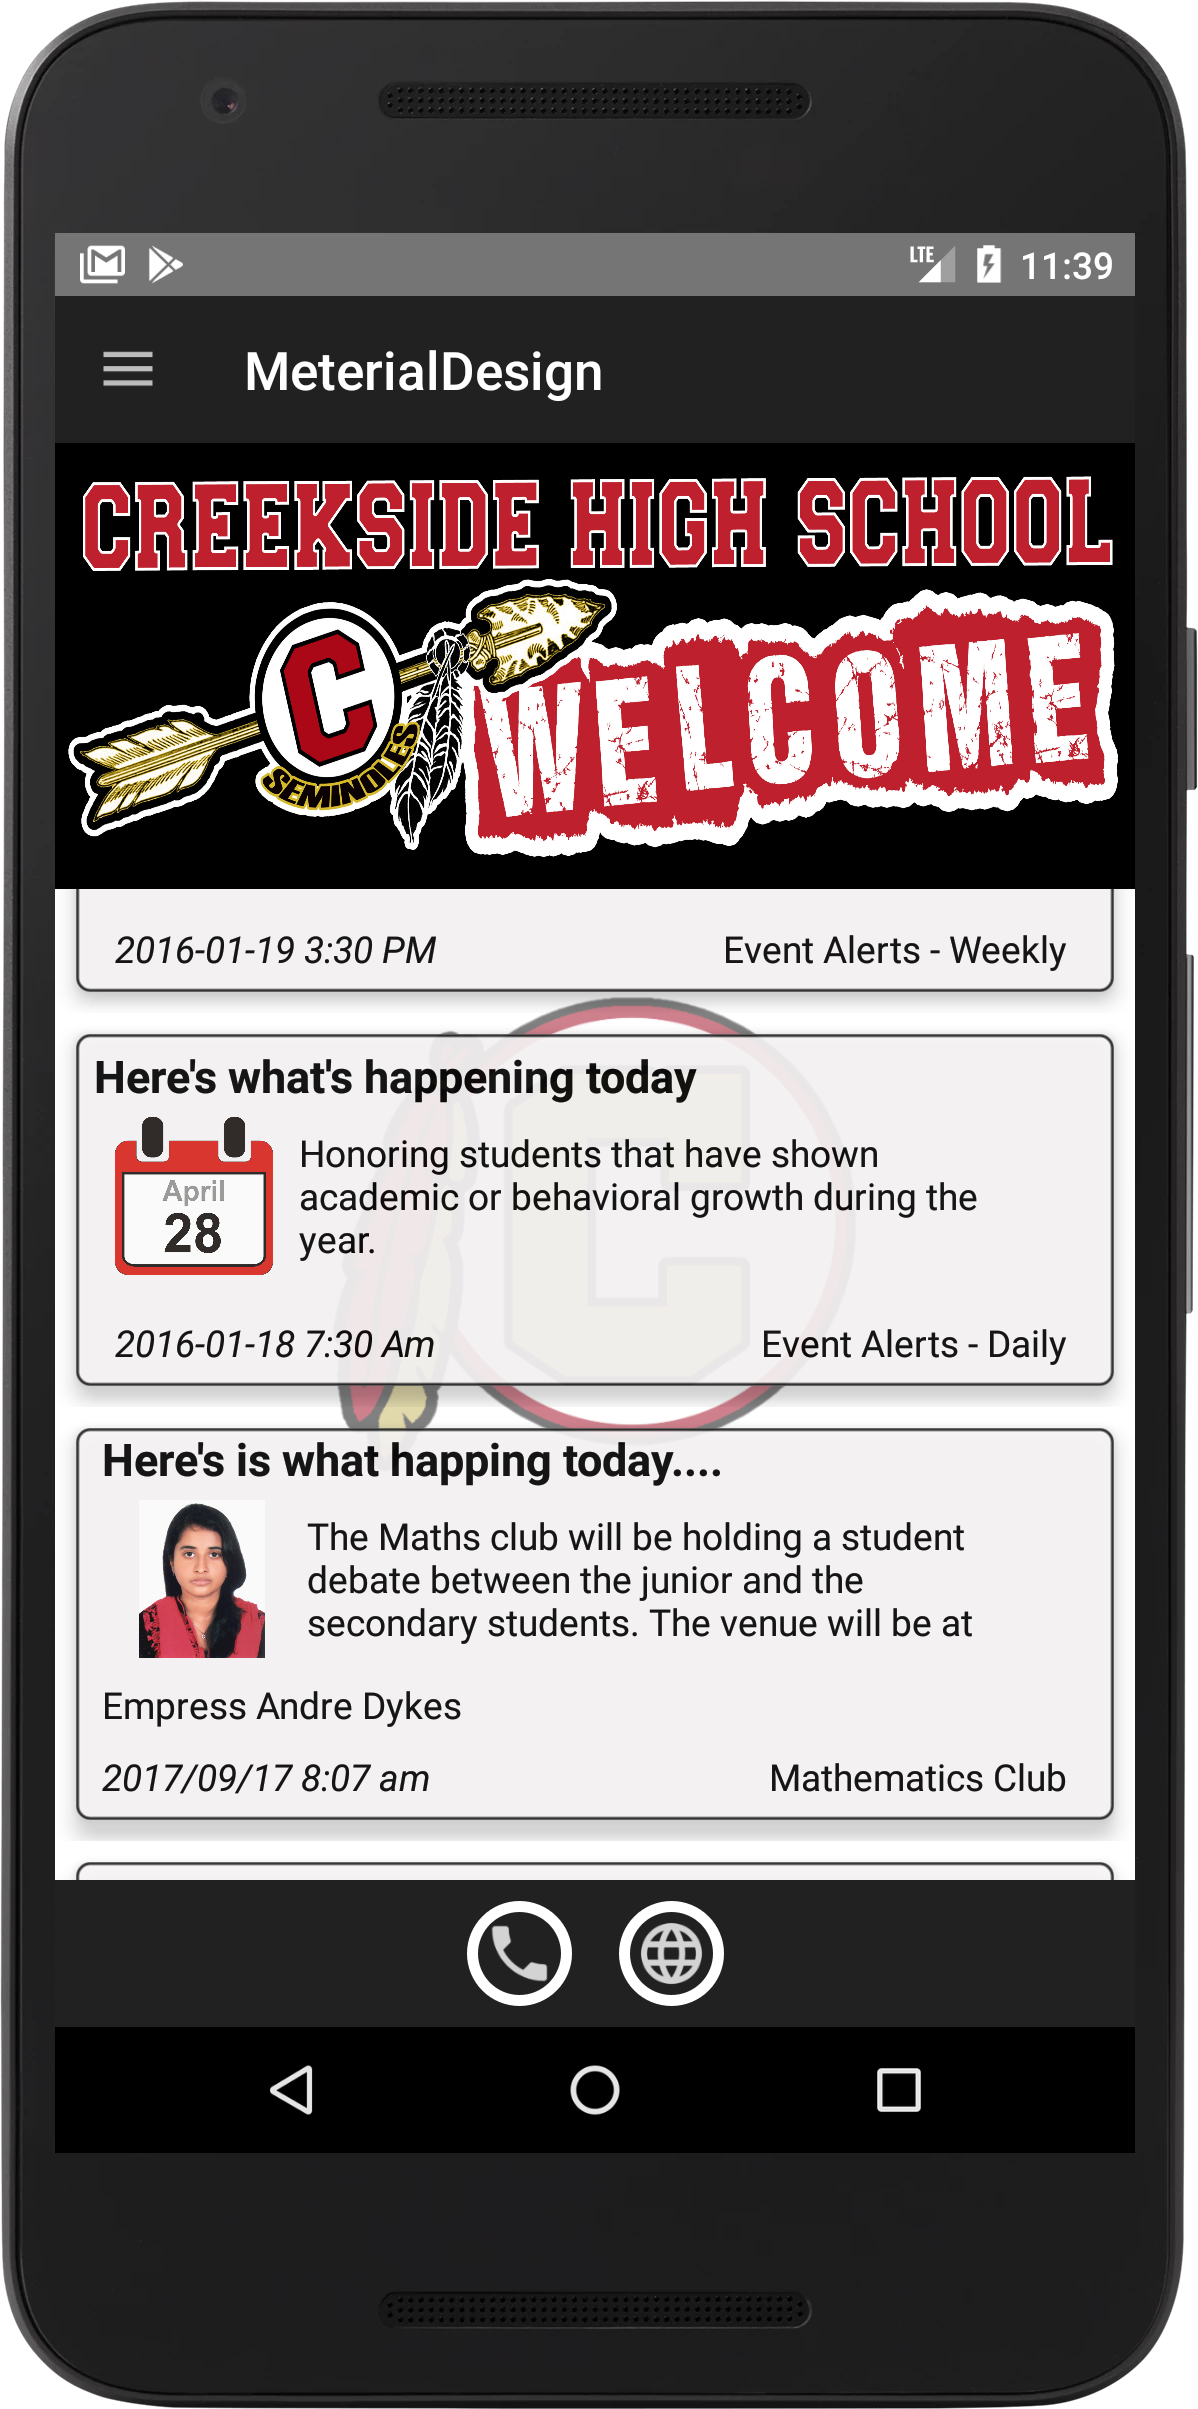 LTE 11:39
MeterialDesign
CREEKSIDE HIGH SCHOOL
C
SEMINOLES
WELCOME
2016-01-19 3:30 PM Event Alerts - Weekly
Here's what's happening today
April
28
Honoring students that have shown
academic or behavioral growth during the
year.
2016-01-18 7:30 Am Event Alerts - Daily
C
Here's is what happing today....
The Maths club will be holding a student
debate between the junior and the
secondary students. The venue will be at
Empress Andre Dykes
2017/09/17 8:07 am Mathematics Club